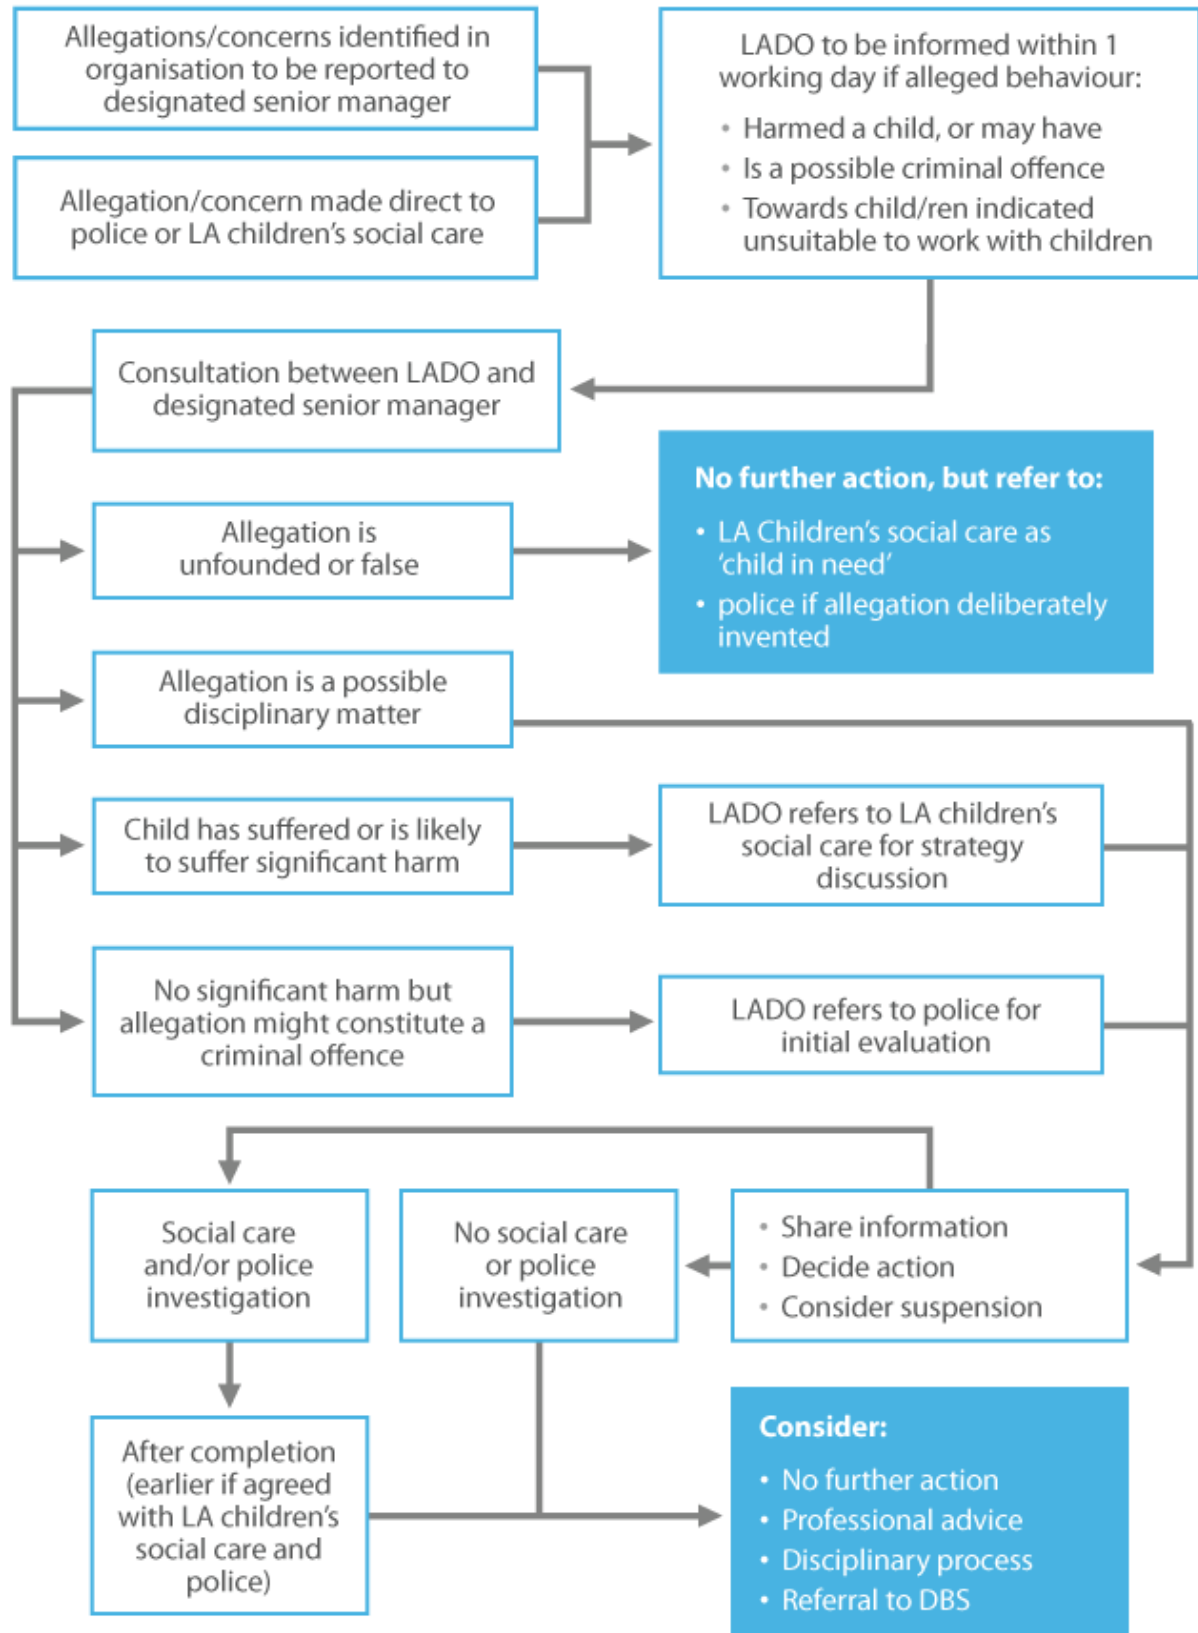 Allegations/concerns identified in
organisation to be reported to
designated senior manager
Allegation/concern made direct to
police or LA children's social care
LADO to be informed within 1
working day if alleged behaviour:
• Harmed a child, or may have
• Is a possible criminal offence
• Towards child/ren indicated
unsuitable to work with children
Consultation between LADO and
designated senior manager
Allegation is
unfounded or false
No further action, but refer to:
• LA Children's social care as
'child in need'
• police if allegation deliberately
invented
Allegation is a possible
disciplinary matter
Child has suffered or is likely
to suffer significant harm
LADO refers to LA children's
social care for strategy
discussion
No significant harm but
allegation might constitute a
criminal offence
LADO refers to police for
initial evaluation
Social care
and/or police
investigation
No social care
or police
investigation
• Share information
• Decide action
• Consider suspension
After completion
(earlier if agreed
with LA children's
social care and
police)
Consider:
• No further action
• Professional advice
• Disciplinary process
• Referral to DBS